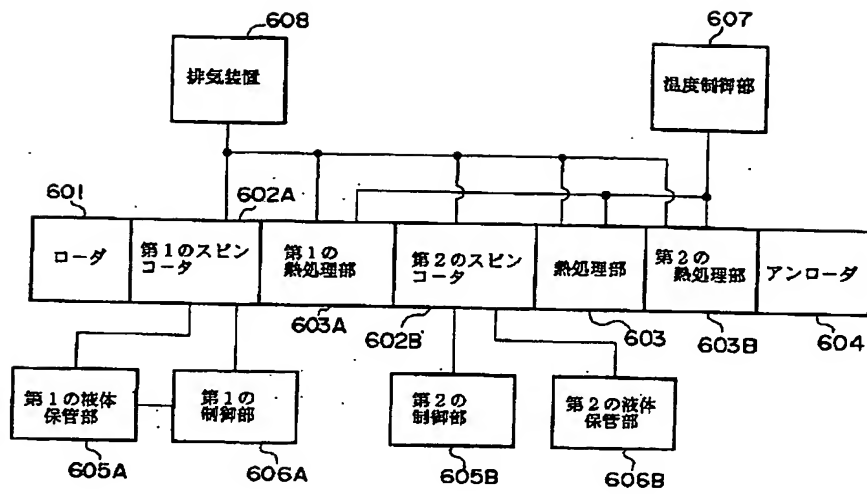 608
607
排気装置
温度制御部
601
602A
ローダ
第1のスピン
コータ
第1の
熱処理部
第2のスピン
コータ
熱処理部
第2の
熱処理部
アンローダ
603A
602B
603
603B
604
第1の液体
保管部
第1の
制御部
第2の
制御部
第2の液体
保管部
605A
606A
605B
606B